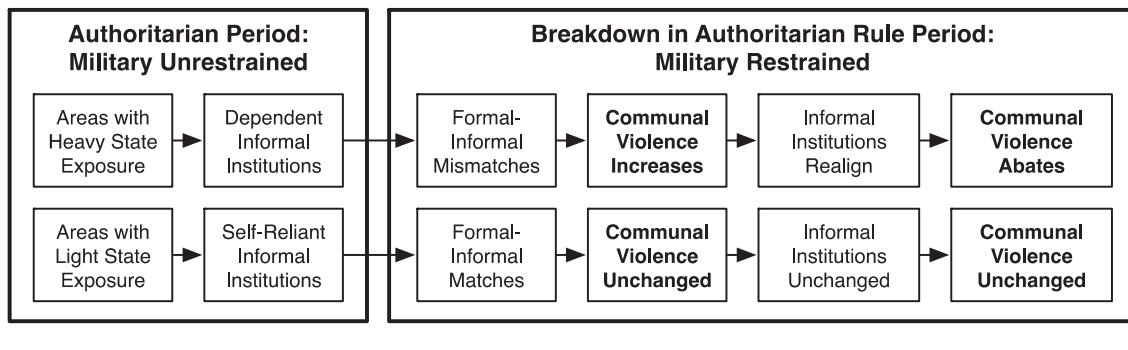 Authoritarian Period:
Military Unrestrained
Breakdown in Authoritarian Rule Period:
Military Restrained
Areas with
Heavy State
Exposure
Dependent
Informal
Institutions
Formal-
Informal
Mismatches
Communal
Violence
Increases
Informal
Institutions
Realign
Communal
Violence
Abates
Areas with
Light State
Exposure
Self-Reliant
Informal
Institutions
Formal-
Informal
Matches
Communal
Violence
Unchanged
Informal
Institutions
Unchanged
Communal
Violence
Unchanged